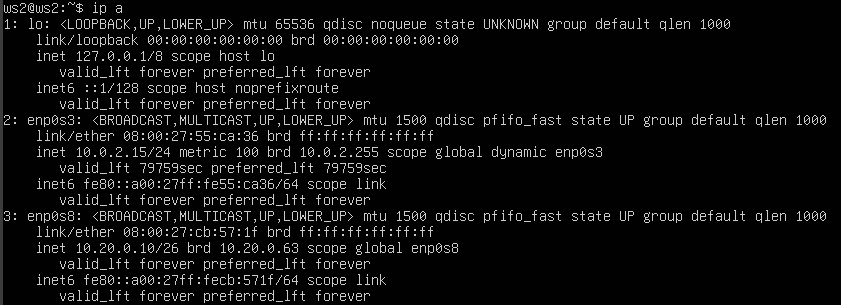 ws2@ws2:~$ ip a
1: lo: <LOOPBACK,UP,LOWER_UP> mtu 65536 qdisc noqueue state UNKNOWN group default qlen 1000
    link/loopback 00:00:00:00:00:00 brd 00:00:00:00:00:00
    inet 127.0.0.1/8 scope host lo
       valid_lft forever preferred_lft forever
    inet6 ::1/128 scope host noprefixroute
       valid_lft forever preferred_lft forever
2: enp0s3: <BROADCAST,MULTICAST,UP,LOWER_UP> mtu 1500 qdisc pfifo_fast state UP group default qlen 1000
    link/ether 08:00:27:55:ca:36 brd ff:ff:ff:ff:ff:ff
    inet 10.0.2.15/24 metric 100 brd 10.0.2.255 scope global dynamic enp0s3
       valid_lft 79759sec preferred_lft 79759sec
    inet6 fe80::a00:27ff:fe55:ca36/64 scope link
       valid_lft forever preferred_lft forever
3: enp0s8: <BROADCAST,MULTICAST,UP,LOWER_UP> mtu 1500 qdisc pfifo_fast state UP group default qlen 1000
    link/ether 08:00:27:cb:57:1f brd ff:ff:ff:ff:ff:ff
    inet 10.20.0.10/26 brd 10.20.0.63 scope global enp0s8
       valid_lft forever preferred_lft forever
    inet6 fe80::a00:27ff:fecb:571f/64 scope link
       valid_lft forever preferred_lft forever